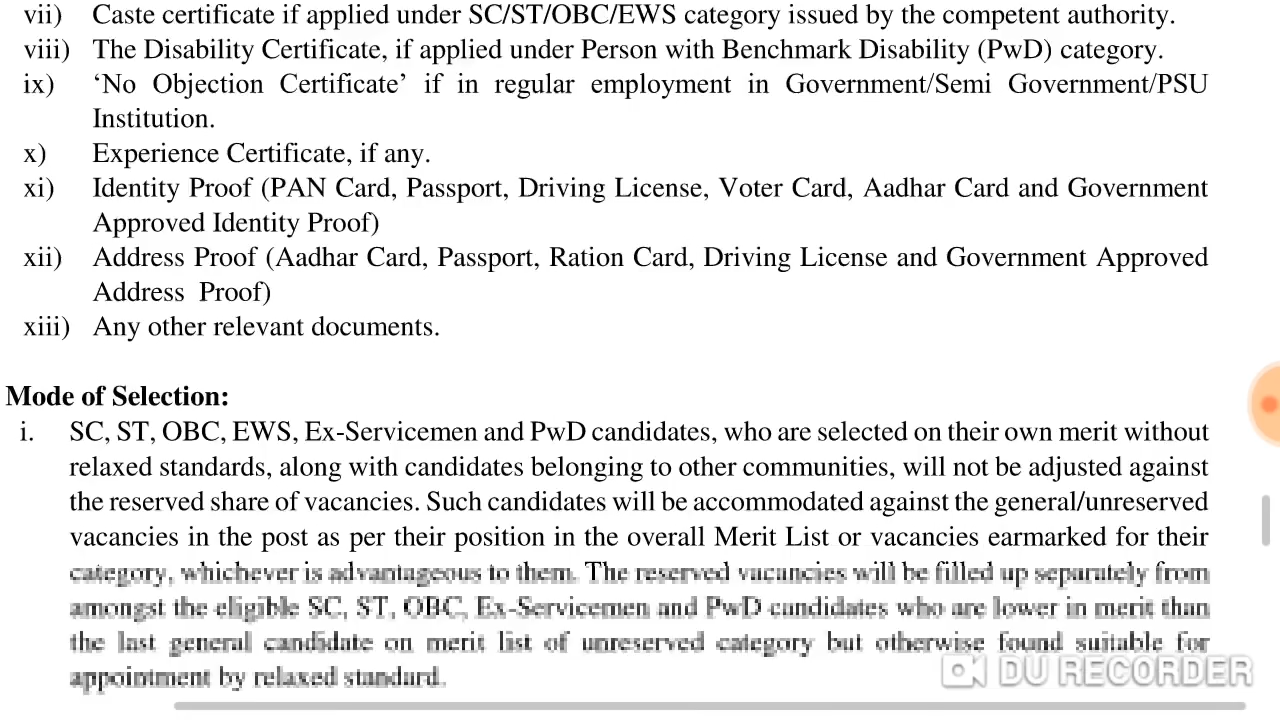 vii) Caste certificate if applied under SC/ST/OBC/EWS category issued by the competent authority.
viii) The Disability Certificate, if applied under Person with Benchmark Disability (PwD) category.
ix) ‘No Objection Certificate’ if in regular employment in Government/Semi Government/PSU
Institution.
x) Experience Certificate, if any.
xi) Identity Proof (PAN Card, Passport, Driving License, Voter Card, Aadhar Card and Government
Approved Identity Proof)
xii) Address Proof (Aadhar Card, Passport, Ration Card, Driving License and Government Approved
Address Proof)
xiii) Any other relevant documents.
Mode of Selection:
i. SC, ST, OBC, EWS, Ex-Servicemen and PwD candidates, who are selected on their own merit without
relaxed standards, along with candidates belonging to other communities, will not be adjusted against
the reserved share of vacancies. Such candidates will be accommodated against the general/unreserved
vacancies in the post as per their position in the overall Merit List or vacancies earmarked for their
category, whichever is advantageous to them. The reserved vacancies will be filled up separately from
amongst the eligible SC, ST, OBC, Ex-Servicemen and PwD candidates who are lower in merit than
the last general candidate on merit list of unreserved category but otherwise found suitable for
appointment by relaxed standard.
DU RECORDER